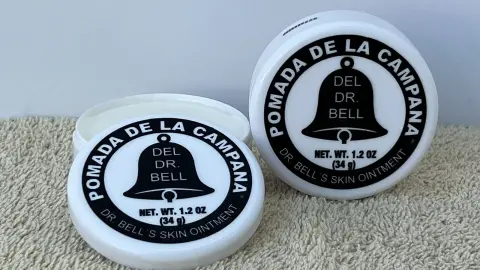 POMADA DE LA CAMPANA
DEL
DR.
BELL
NET. WT. 1.2 OZ
(34 g)
DR. BELL'S SKIN OINTMENT
POMADA DE LA CAMPANA
DEL
DR.
BELL
NET. WT. 1.2 OZ
(34 g)
DR. BELL'S SKIN OINTMENT